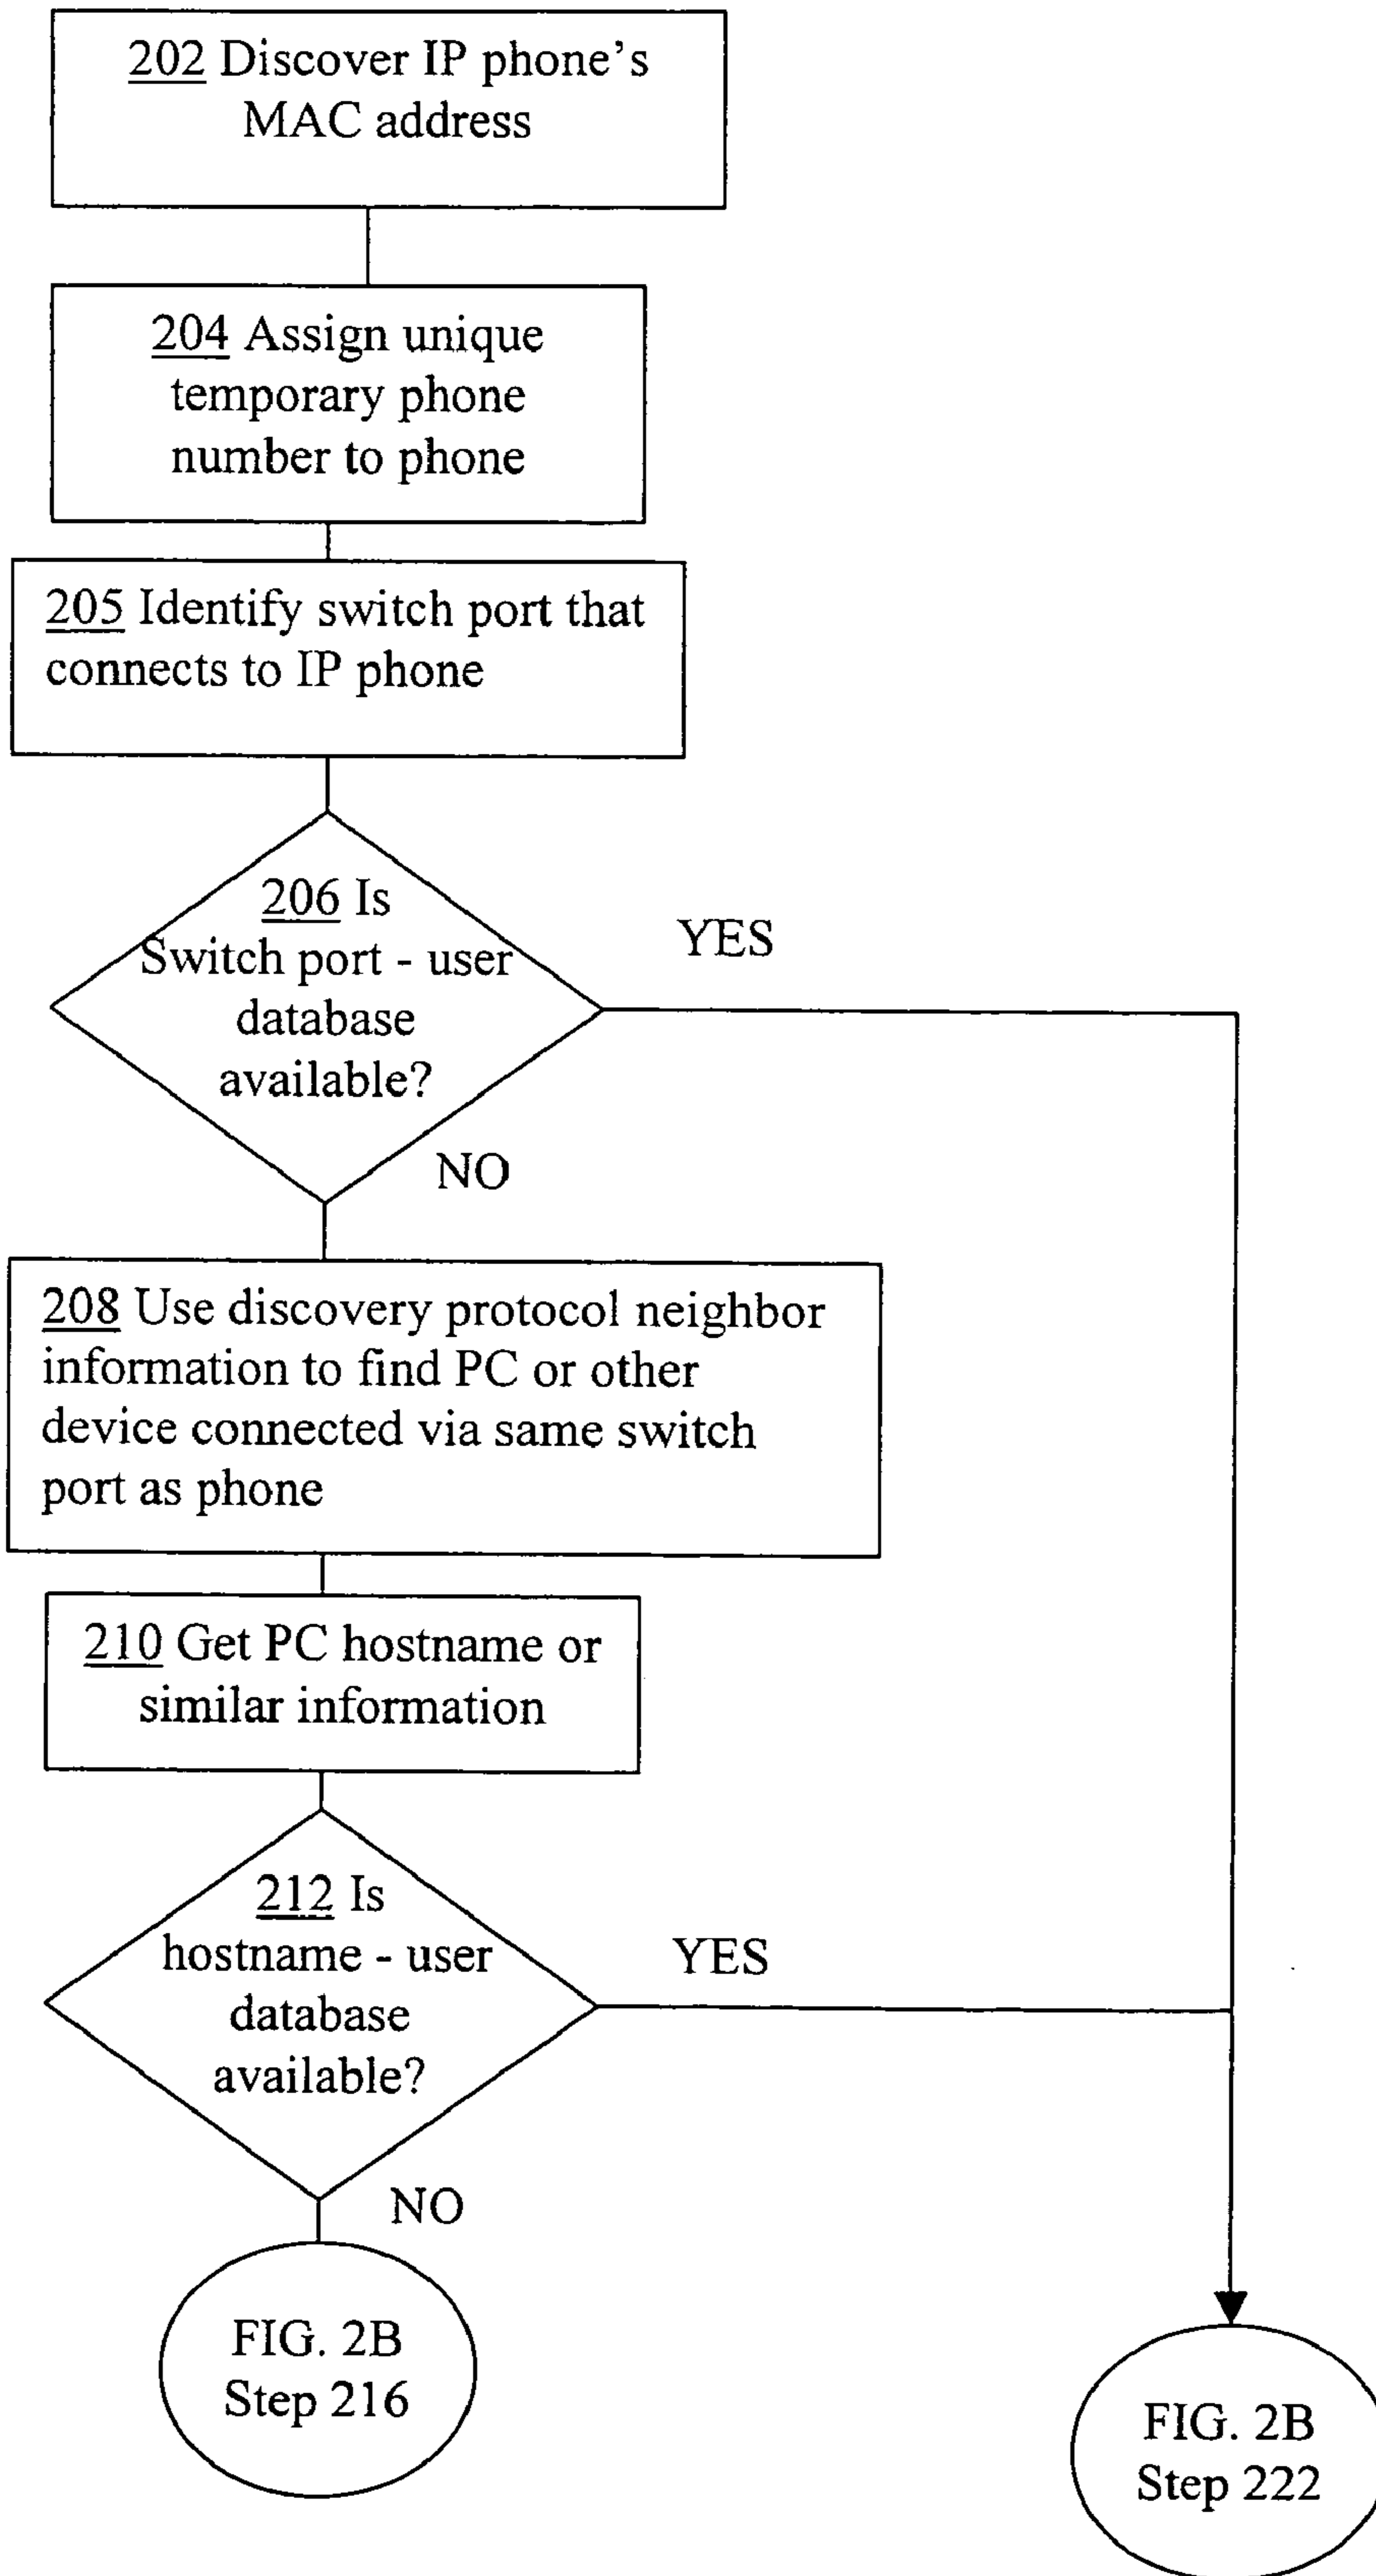 202 Discover IP phone's
MAC address
204 Assign unique
temporary phone
number to phone
205 Identify switch port that
connects to IP phone
206 Is
Switch port - user
database
available?
YES
NO
208 Use discovery protocol neighbor
information to find PC or other
device connected via same switch
port as phone
210 Get PC hostname or
similar information
212 Is
hostname - user
database
available?
YES
NO
FIG. 2B
Step 216
FIG. 2B
Step 222